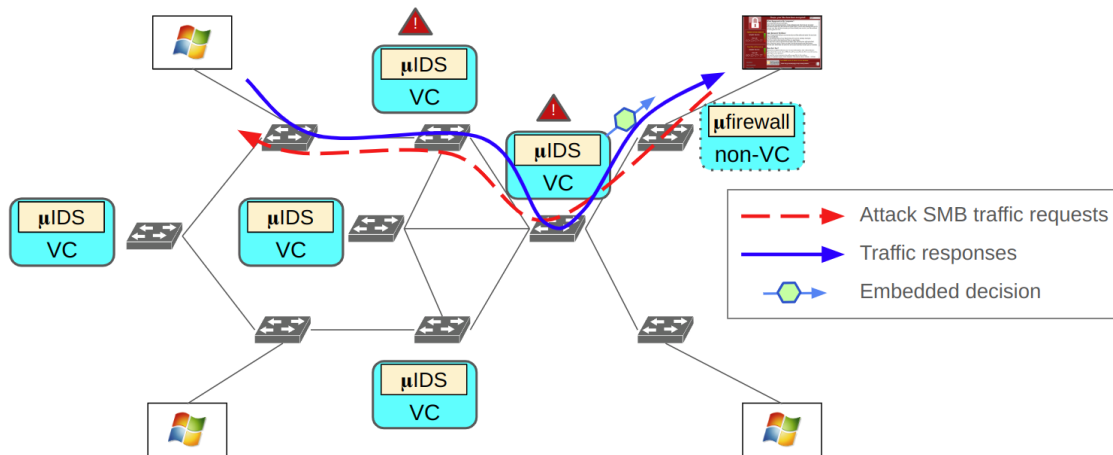 !
μIDS
VC
!
μIDS
VC
μfirewall
non-VC
μIDS
VC
μIDS
VC
Attack SMB traffic requests
Traffic responses
Embedded decision
μIDS
VC